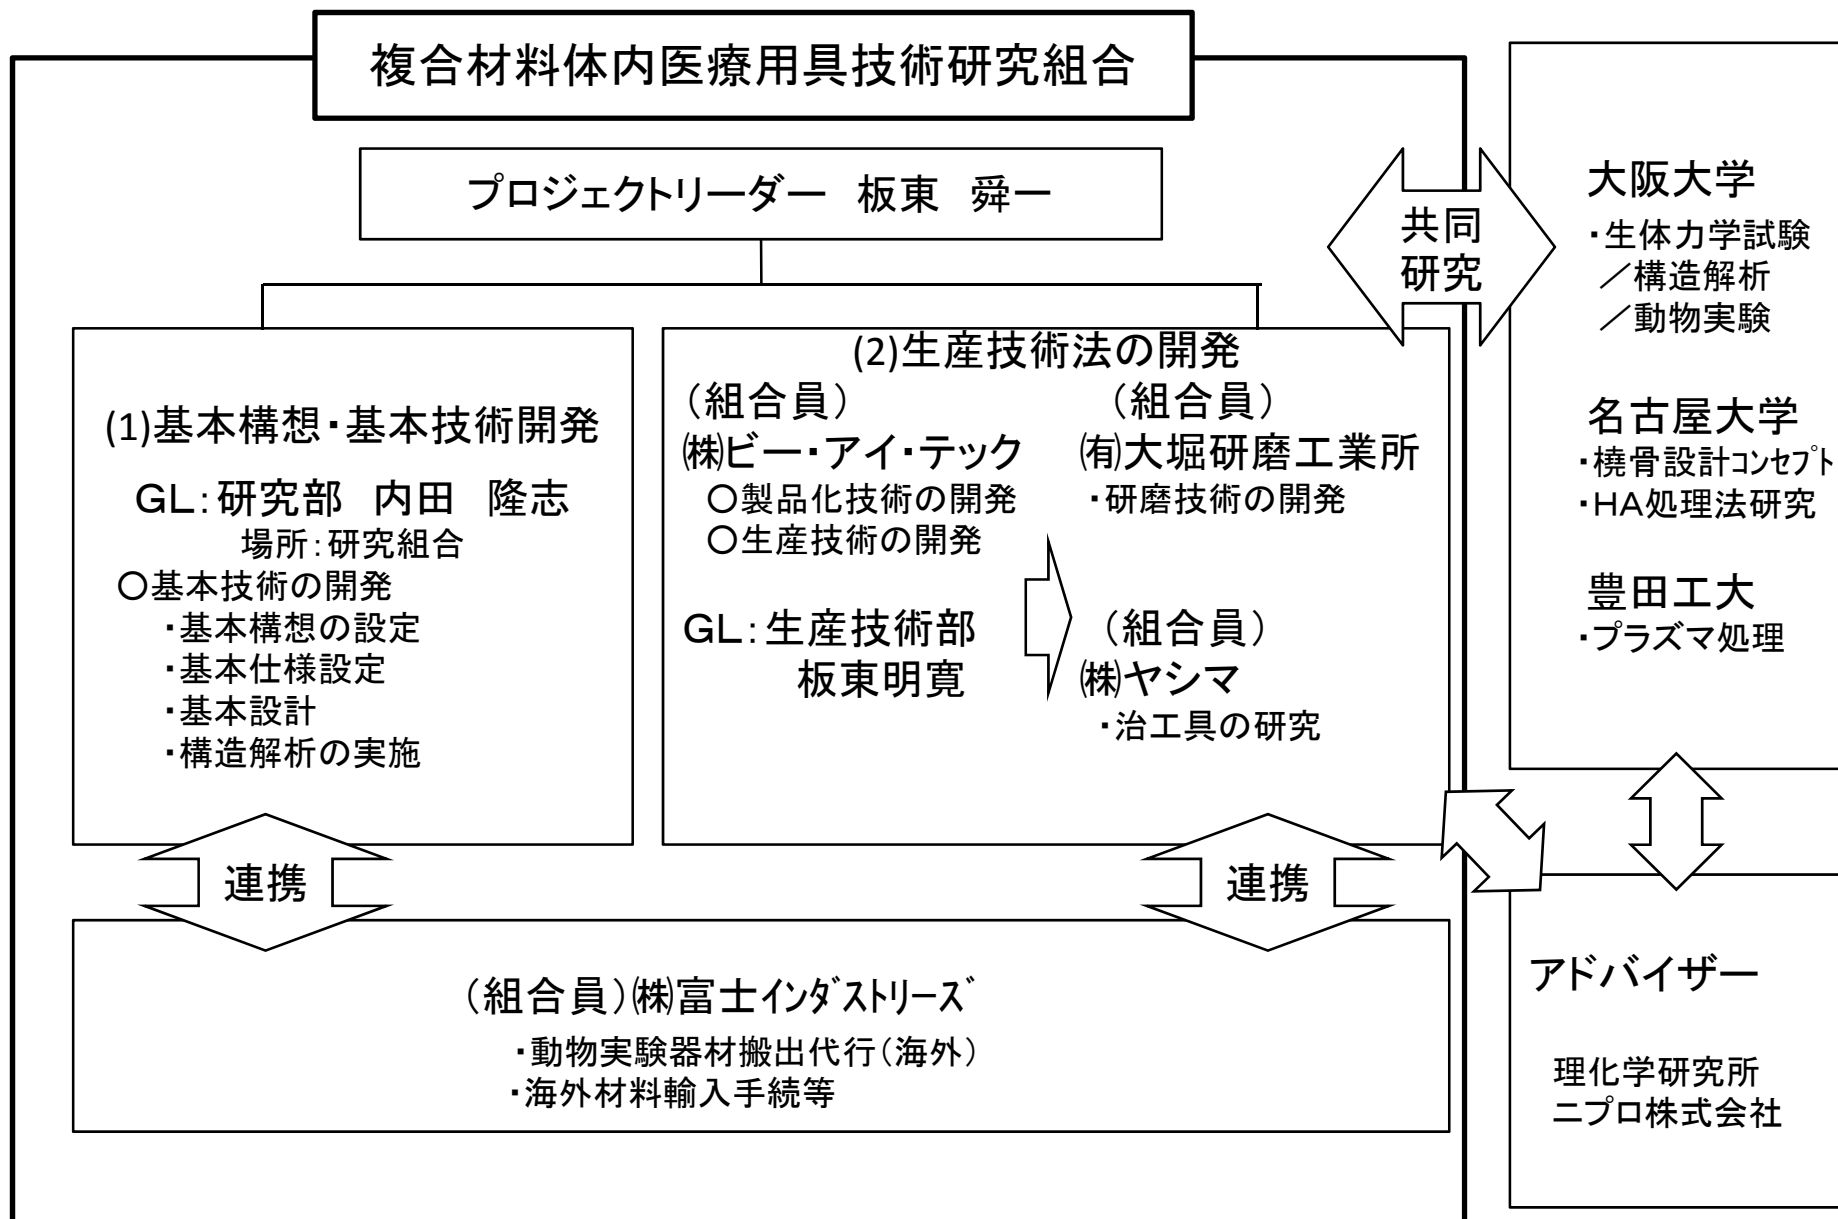 複合材料体内医療用具技術研究組合
プロジェクトリーダー　板東　舜一
(1)基本構想・基本技術開発
GL：研究部　内田　隆志
場所：研究組合
○基本技術の開発
・基本構想の設定
・基本仕様設定
・基本設計
・構造解析の実施
(2)生産技術法の開発
（組合員）
㈱ビー・アイ・テック
○製品化技術の開発
○生産技術の開発
GL：生産技術部
板東明寛
（組合員）
㈲大堀研磨工業所
・研磨技術の開発
（組合員）
㈱ヤシマ
・治工具の研究
連携
連携
（組合員）㈱富士インダストリーズ
・動物実験器材搬出代行（海外）
・海外材料輸入手続等
共同
研究
大阪大学
・生体力学試験
／構造解析
／動物実験
名古屋大学
・橈骨設計コンセプト
・HA処理法研究
豊田工大
・プラズマ処理
アドバイザー
理化学研究所
ニプロ株式会社